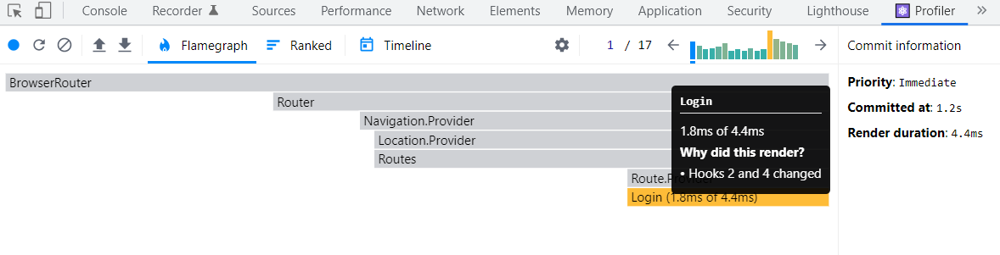 Console Recorder Sources Performance Network Elements Memory Application Security Lighthouse Profiler »
Flamegraph Ranked Timeline 1 / 17 Commit information
BrowserRouter
Router
Navigation.Provider
Location.Provider
Routes
Route.Provider
Login (1.8ms of 4.4ms)
Login
1.8ms of 4.4ms
Why did this render?
• Hooks 2 and 4 changed
Priority: Immediate
Committed at: 1.2s
Render duration: 4.4ms